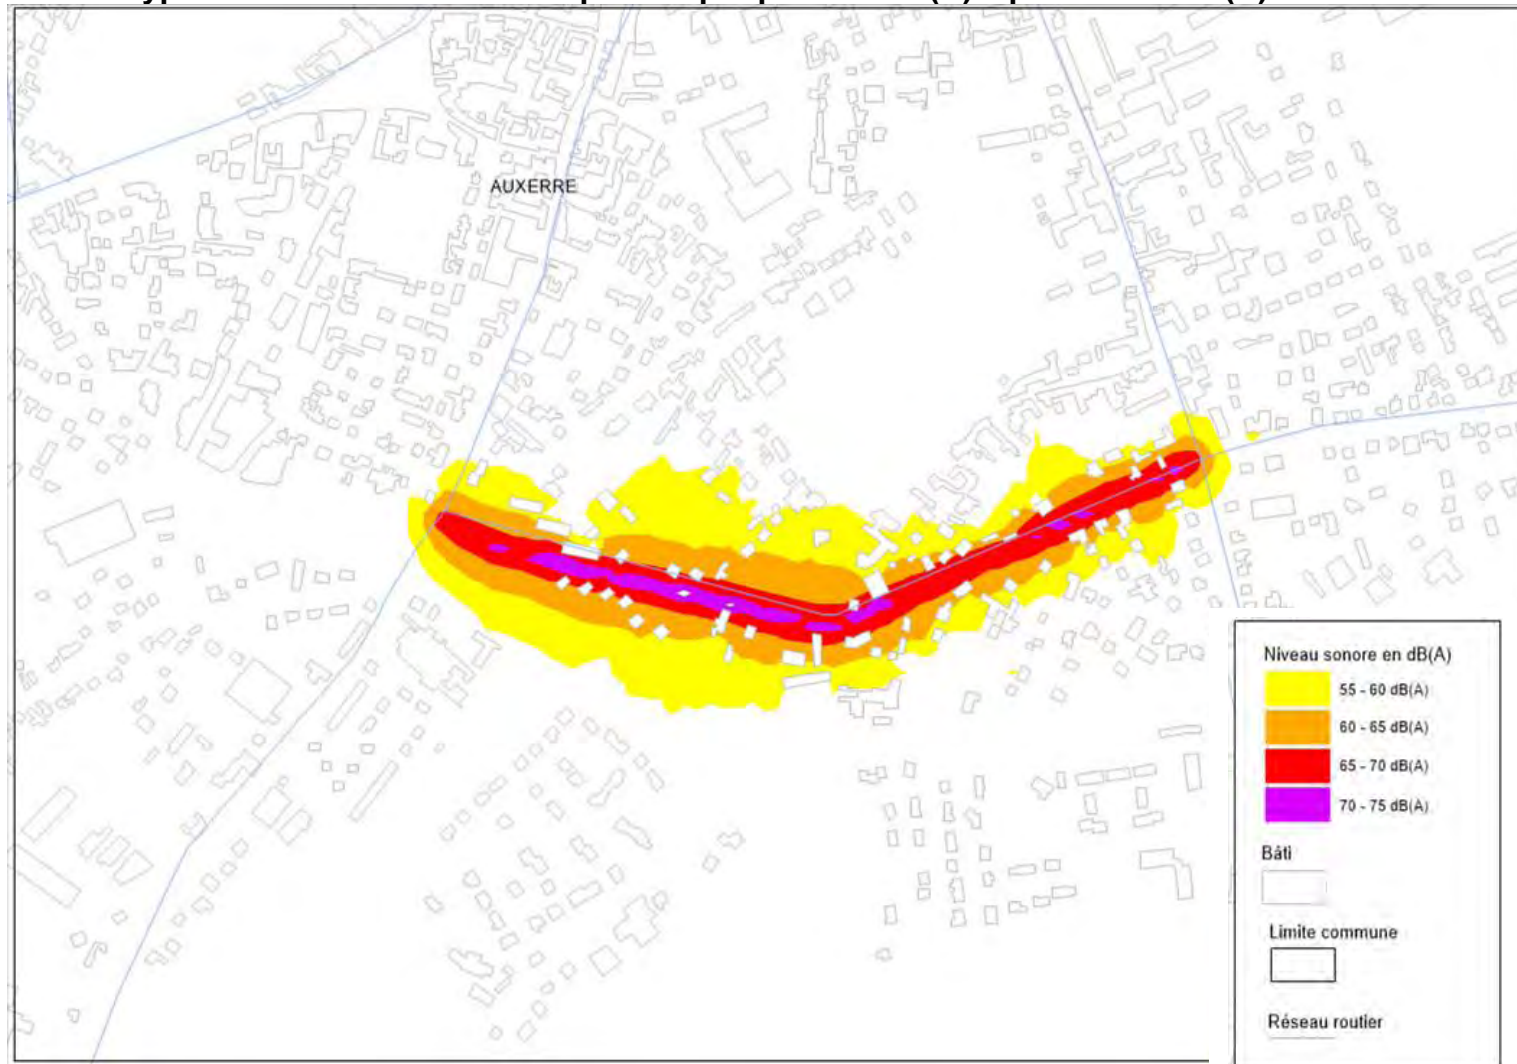 AUXERRE
Niveau sonore en dB(A)
55 - 60 dB(A)
60 - 65 dB(A)
65 - 70 dB(A)
70 - 75 dB(A)
Bâti
Limite commune
Réseau routier